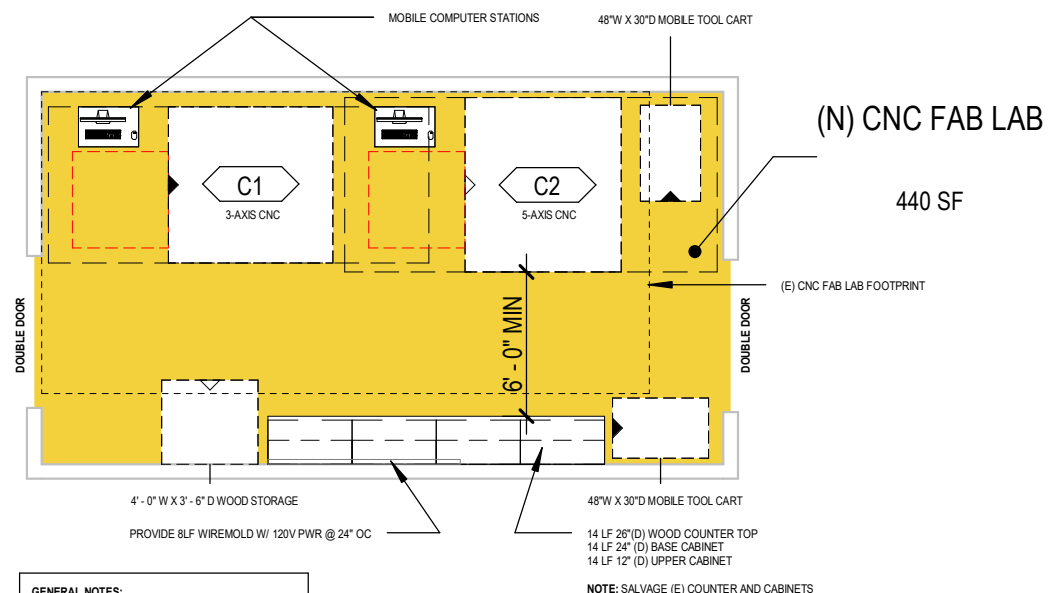 MOBILE COMPUTER STATIONS
48"W X 30"D MOBILE TOOL CART
(N) CNC FAB LAB
440 SF
C1
3-AXIS CNC
C2
5-AXIS CNC
(E) CNC FAB LAB FOOTPRINT
DOUBLE DOOR
6' - 0" MIN
DOUBLE DOOR
4' - 0" W X 3' - 6" D WOOD STORAGE
48"W X 30"D MOBILE TOOL CART
PROVIDE 8LF WIREMOLD W/ 120V PWR @ 24" OC
14 LF 26"(D) WOOD COUNTER TOP
14 LF 24" (D) BASE CABINET
14 LF 12" (D) UPPER CABINET
NOTE: SALVAGE (E) COUNTER AND CABINETS
GENERAL NOTES: